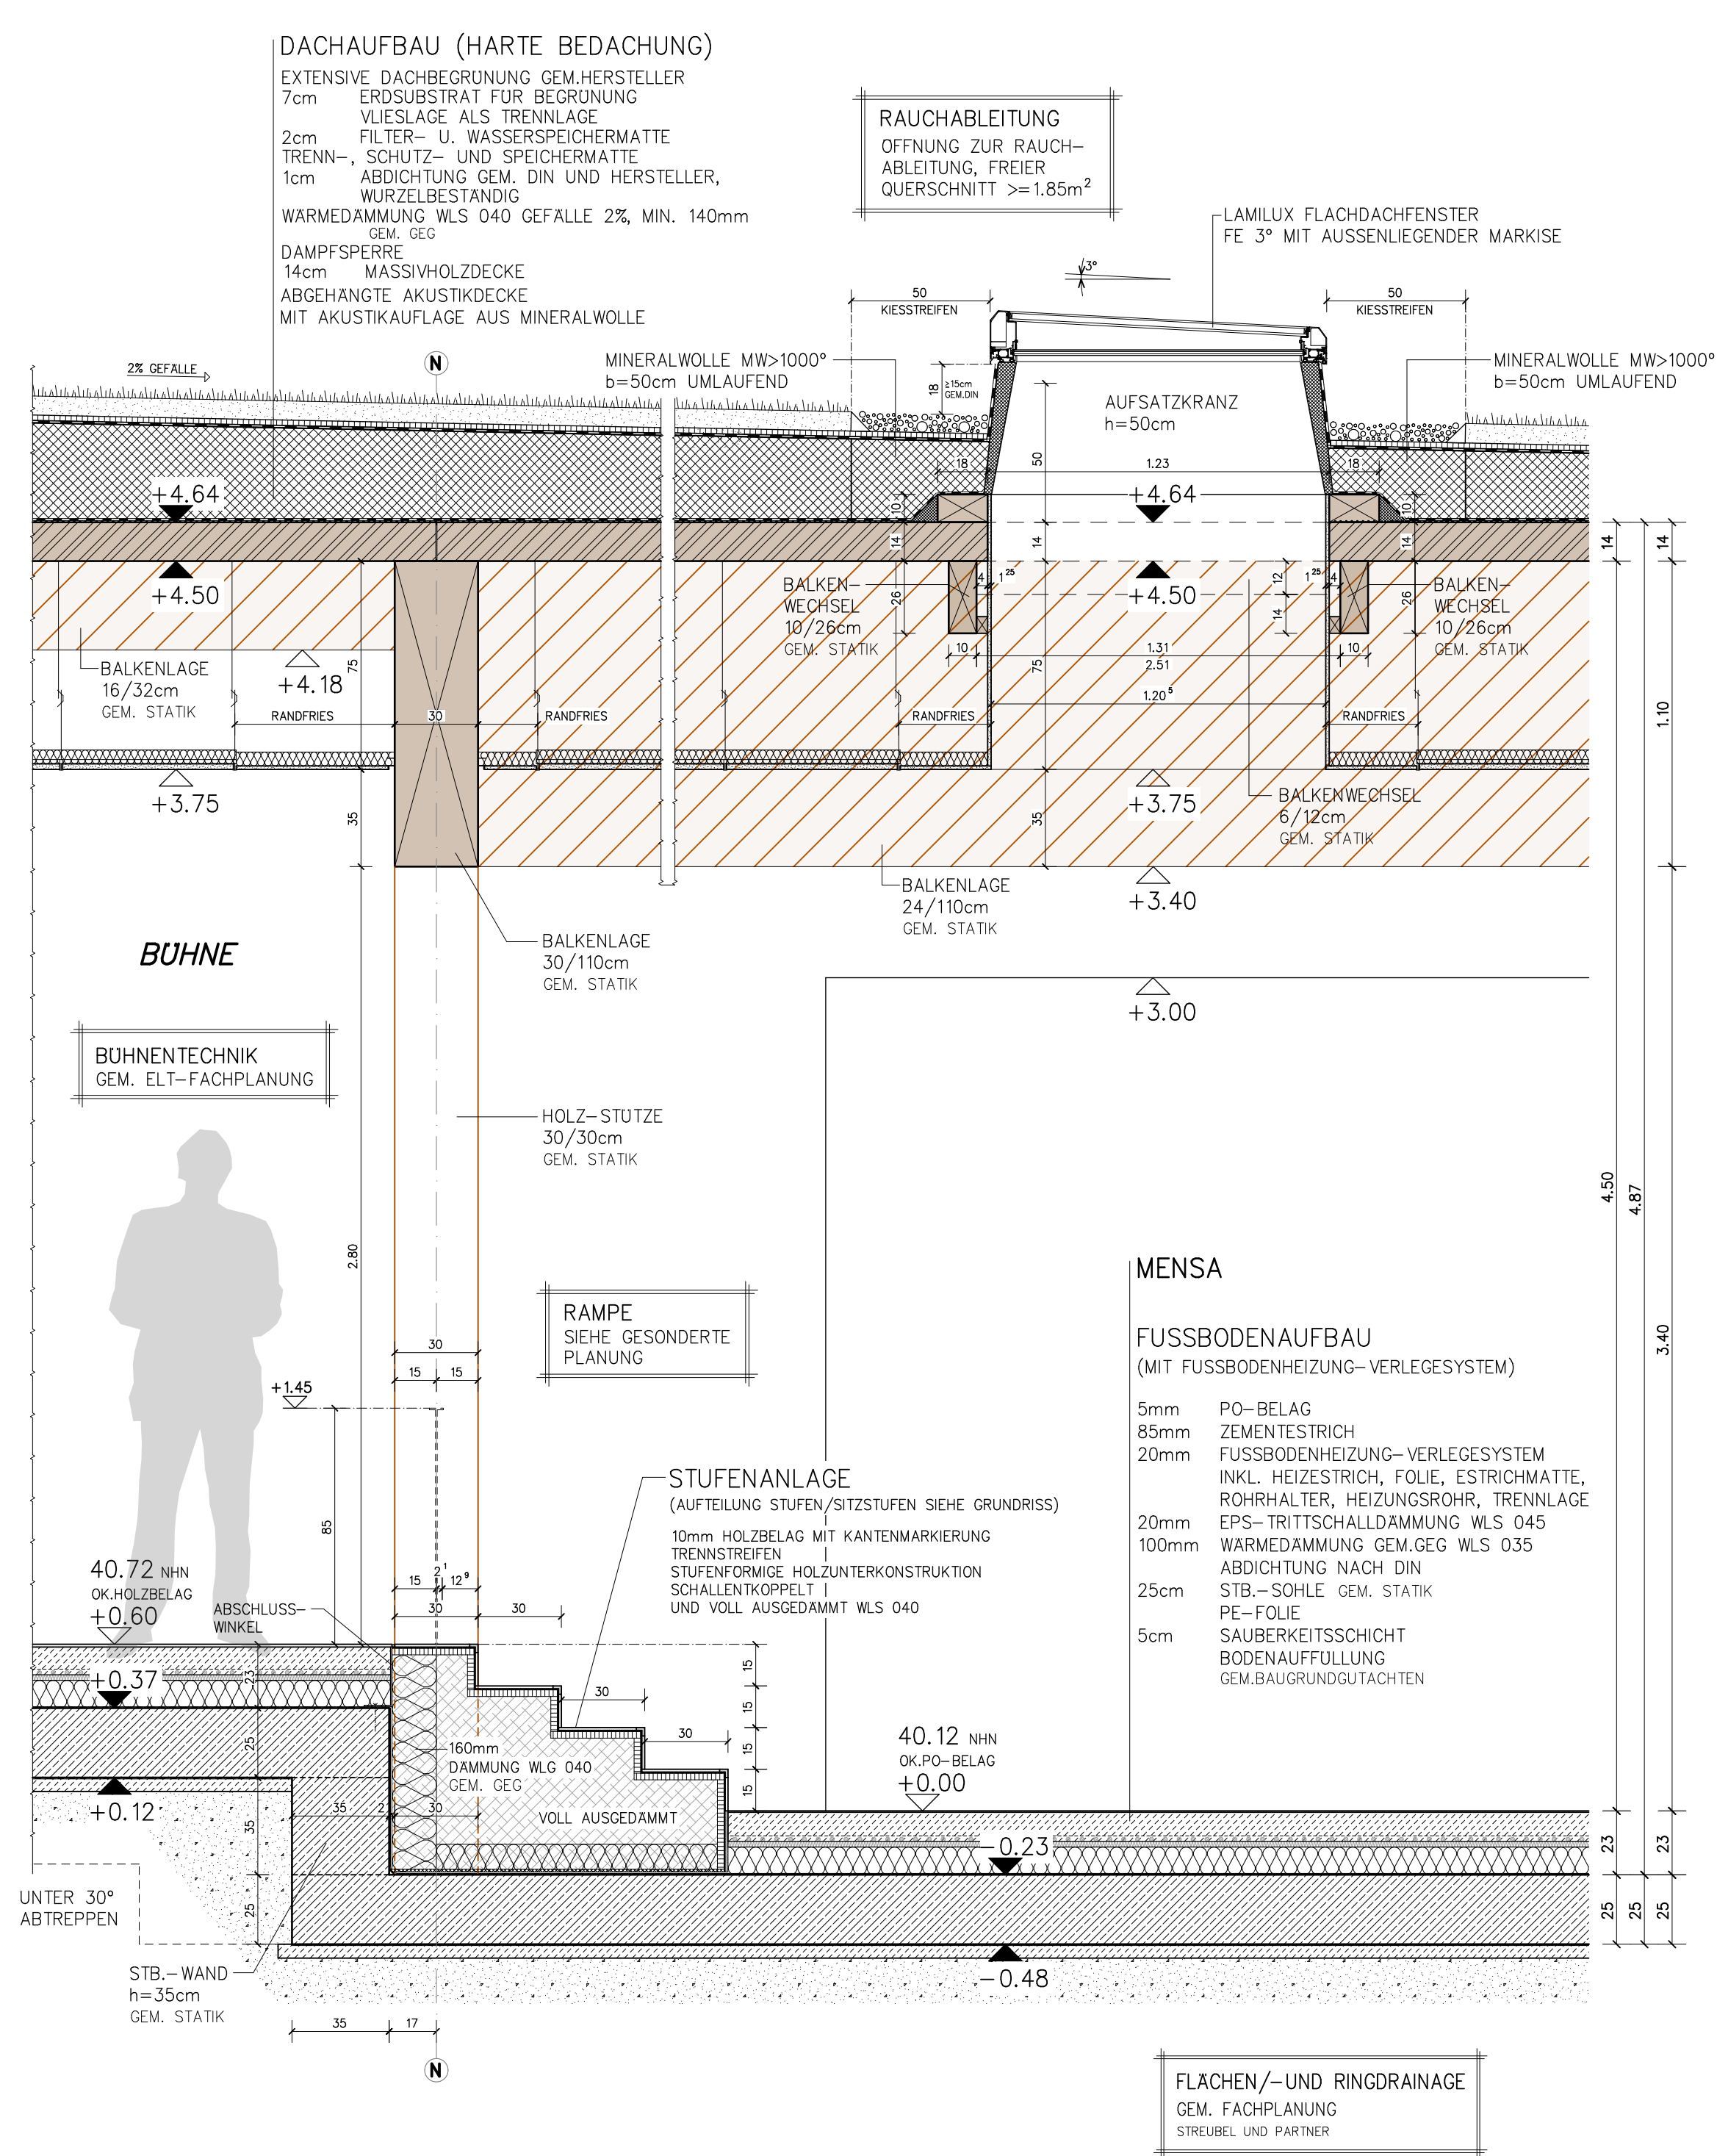 DACHAUFBAU (HARTE BEDACHUNG)
EXTENSIVE DACHBEGRÜNUNG GEM.HERSTELLER
7cm ERDSUBSTRAT FÜR BEGRÜNUNG
VLIESLAGE ALS TRENNLAGE
2cm FILTER- U. WASSERSPEICHERMATTE
TRENN-, SCHUTZ- UND SPEICHERMATTE
1cm ABDICHTUNG GEM. DIN UND HERSTELLER,
WURZELBESTÄNDIG
WÄRMEDÄMMUNG WLS 040 GEFÄLLE 2%, MIN. 140mm
GEM. GEG
DAMPFSPERRE
14cm MASSIVHOLZDECKE
ABGEHÄNGTE AKUSTIKDECKE
MIT AKUSTIKAUFLAGE AUS MINERALWOLLE
RAUCHABLEITUNG
ÖFFNUNG ZUR RAUCH-
ABLEITUNG, FREIER
QUERSCHNITT >=1.85m²
LAMILUX FLACHDACHFENSTER
FE 3° MIT AUSSENLIEGENDER MARKISE
3°
50
KIESSTREIFEN
50
KIESSTREIFEN
2% GEFÄLLE
N
MINERALWOLLE MW>1000°
b=50cm UMLAUFEND
MINERALWOLLE MW>1000°
b=50cm UMLAUFEND
18
≥15cm
GEM.DIN
AUFSATZKRANZ
h=50cm
50
18
1.23
18
+4.64
+4.64
10
10
14
14
14
14
14
+4.50
+4.50
BALKEN-
WECHSEL
10/26cm
GEM. STATIK
26
4
1²⁵
12
14
1²⁵
4
26
BALKEN-
WECHSEL
10/26cm
GEM. STATIK
10
1.31
2.51
10
1.20⁵
75
75
BALKENLAGE
16/32cm
GEM. STATIK
+4.18
RANDFRIES
30
RANDFRIES
RANDFRIES
RANDFRIES
1.10
+3.75
+3.75
35
35
BALKENWECHSEL
6/12cm
GEM. STATIK
BALKENLAGE
24/110cm
GEM. STATIK
+3.40
BÜHNE
BALKENLAGE
30/110cm
GEM. STATIK
+3.00
BÜHNENTECHNIK
GEM. ELT-FACHPLANUNG
HOLZ-STÜTZE
30/30cm
GEM. STATIK
4.50
4.87
3.40
2.80
MENSA
RAMPE
SIEHE GESONDERTE
PLANUNG
30
15
15
+1.45
85
FUSSBODENAUFBAU
(MIT FUSSBODENHEIZUNG-VERLEGESYSTEM)
5mm PO-BELAG
85mm ZEMENTESTRICH
20mm FUSSBODENHEIZUNG-VERLEGESYSTEM
INKL. HEIZESTRICH, FOLIE, ESTRICHMATTE,
ROHRHALTER, HEIZUNGSROHR, TRENNLAGE
20mm EPS-TRITTSCHALLDÄMMUNG WLS 045
100mm WÄRMEDÄMMUNG GEM.GEG WLS 035
ABDICHTUNG NACH DIN
25cm STB.-SOHLE GEM. STATIK
PE-FOLIE
5cm SAUBERKEITSSCHICHT
BODENAUFFÜLLUNG
GEM.BAUGRUNDGUTACHTEN
STUFENANLAGE
(AUFTEILUNG STUFEN/SITZSTUFEN SIEHE GRUNDRISS)
10mm HOLZBELAG MIT KANTENMARKIERUNG
TRENNSTREIFEN
STUFENFÖRMIGE HOLZUNTERKONSTRUKTION
SCHALLENTKOPPELT
UND VOLL AUSGEDÄMMT WLS 040
40.72 NHN
OK.HOLZBELAG
+0.60
ABSCHLUSS-
WINKEL
15
2¹
12⁹
30
30
+0.37
23
15
30
15
30
15
15
25
160mm
DÄMMUNG WLG 040
GEM. GEG
VOLL AUSGEDÄMMT
40.12 NHN
OK.PO-BELAG
+0.00
+0.12
35
2
30
35
-0.23
23
23
25
25
25
25
UNTER 30°
ABTREPPEN
-0.48
STB.-WAND
h=35cm
GEM. STATIK
35
17
N
FLÄCHEN/-UND RINGDRAINAGE
GEM. FACHPLANUNG
STREUBEL UND PARTNER